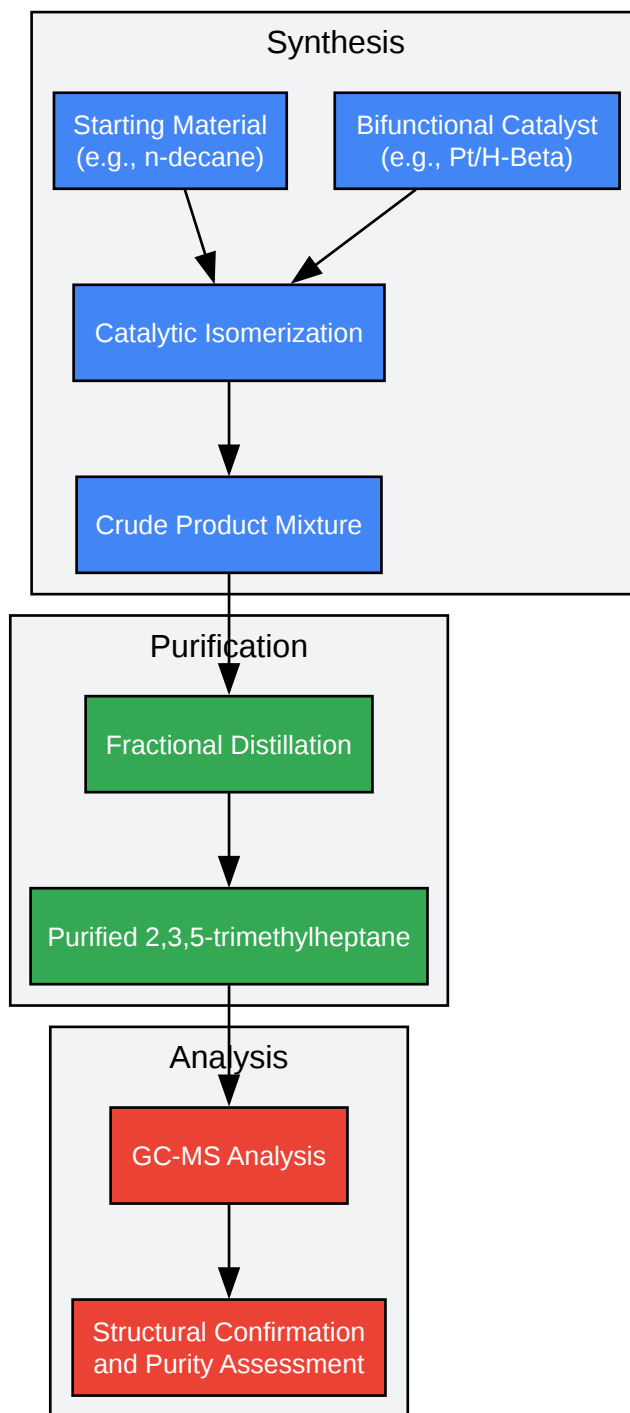 Synthesis
Starting Material
(e.g., n-decane)
Bifunctional Catalyst
(e.g., Pt/H-Beta)
Catalytic Isomerization
Crude Product Mixture
Purification
Fractional Distillation
Purified 2,3,5-trimethylheptane
Analysis
GC-MS Analysis
Structural Confirmation
and Purity Assessment